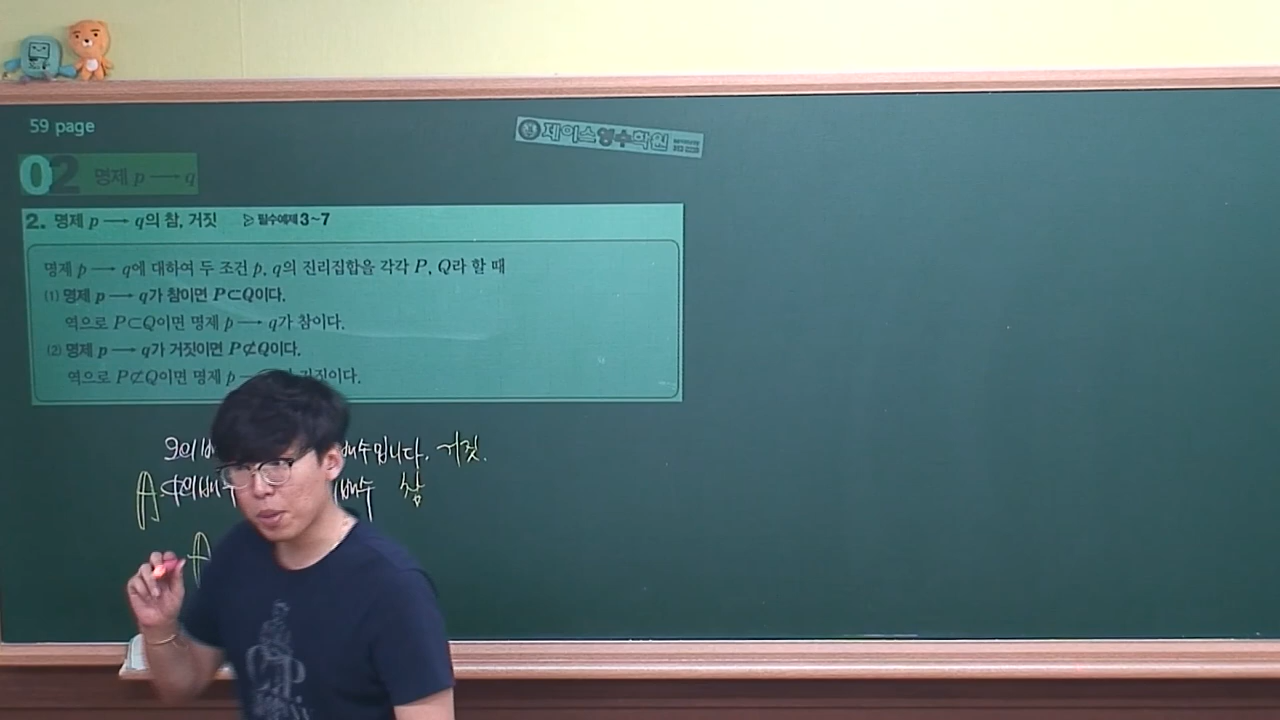 59 page
제이스영수학원
02 명제 p → q
2. 명제 p → q의 참, 거짓 ▷ 필수예제 3~7
명제 p → q에 대하여 두 조건 p, q의 진리집합을 각각 P, Q라 할 때
(1) 명제 p → q가 참이면 P⊂Q이다.
역으로 P⊂Q이면 명제 p → q가 참이다.
(2) 명제 p → q가 거짓이면 P⊄Q이다.
역으로 P⊄Q이면 명제 p 거짓이다.
배수입니다. 거짓.
A 배수 참
A